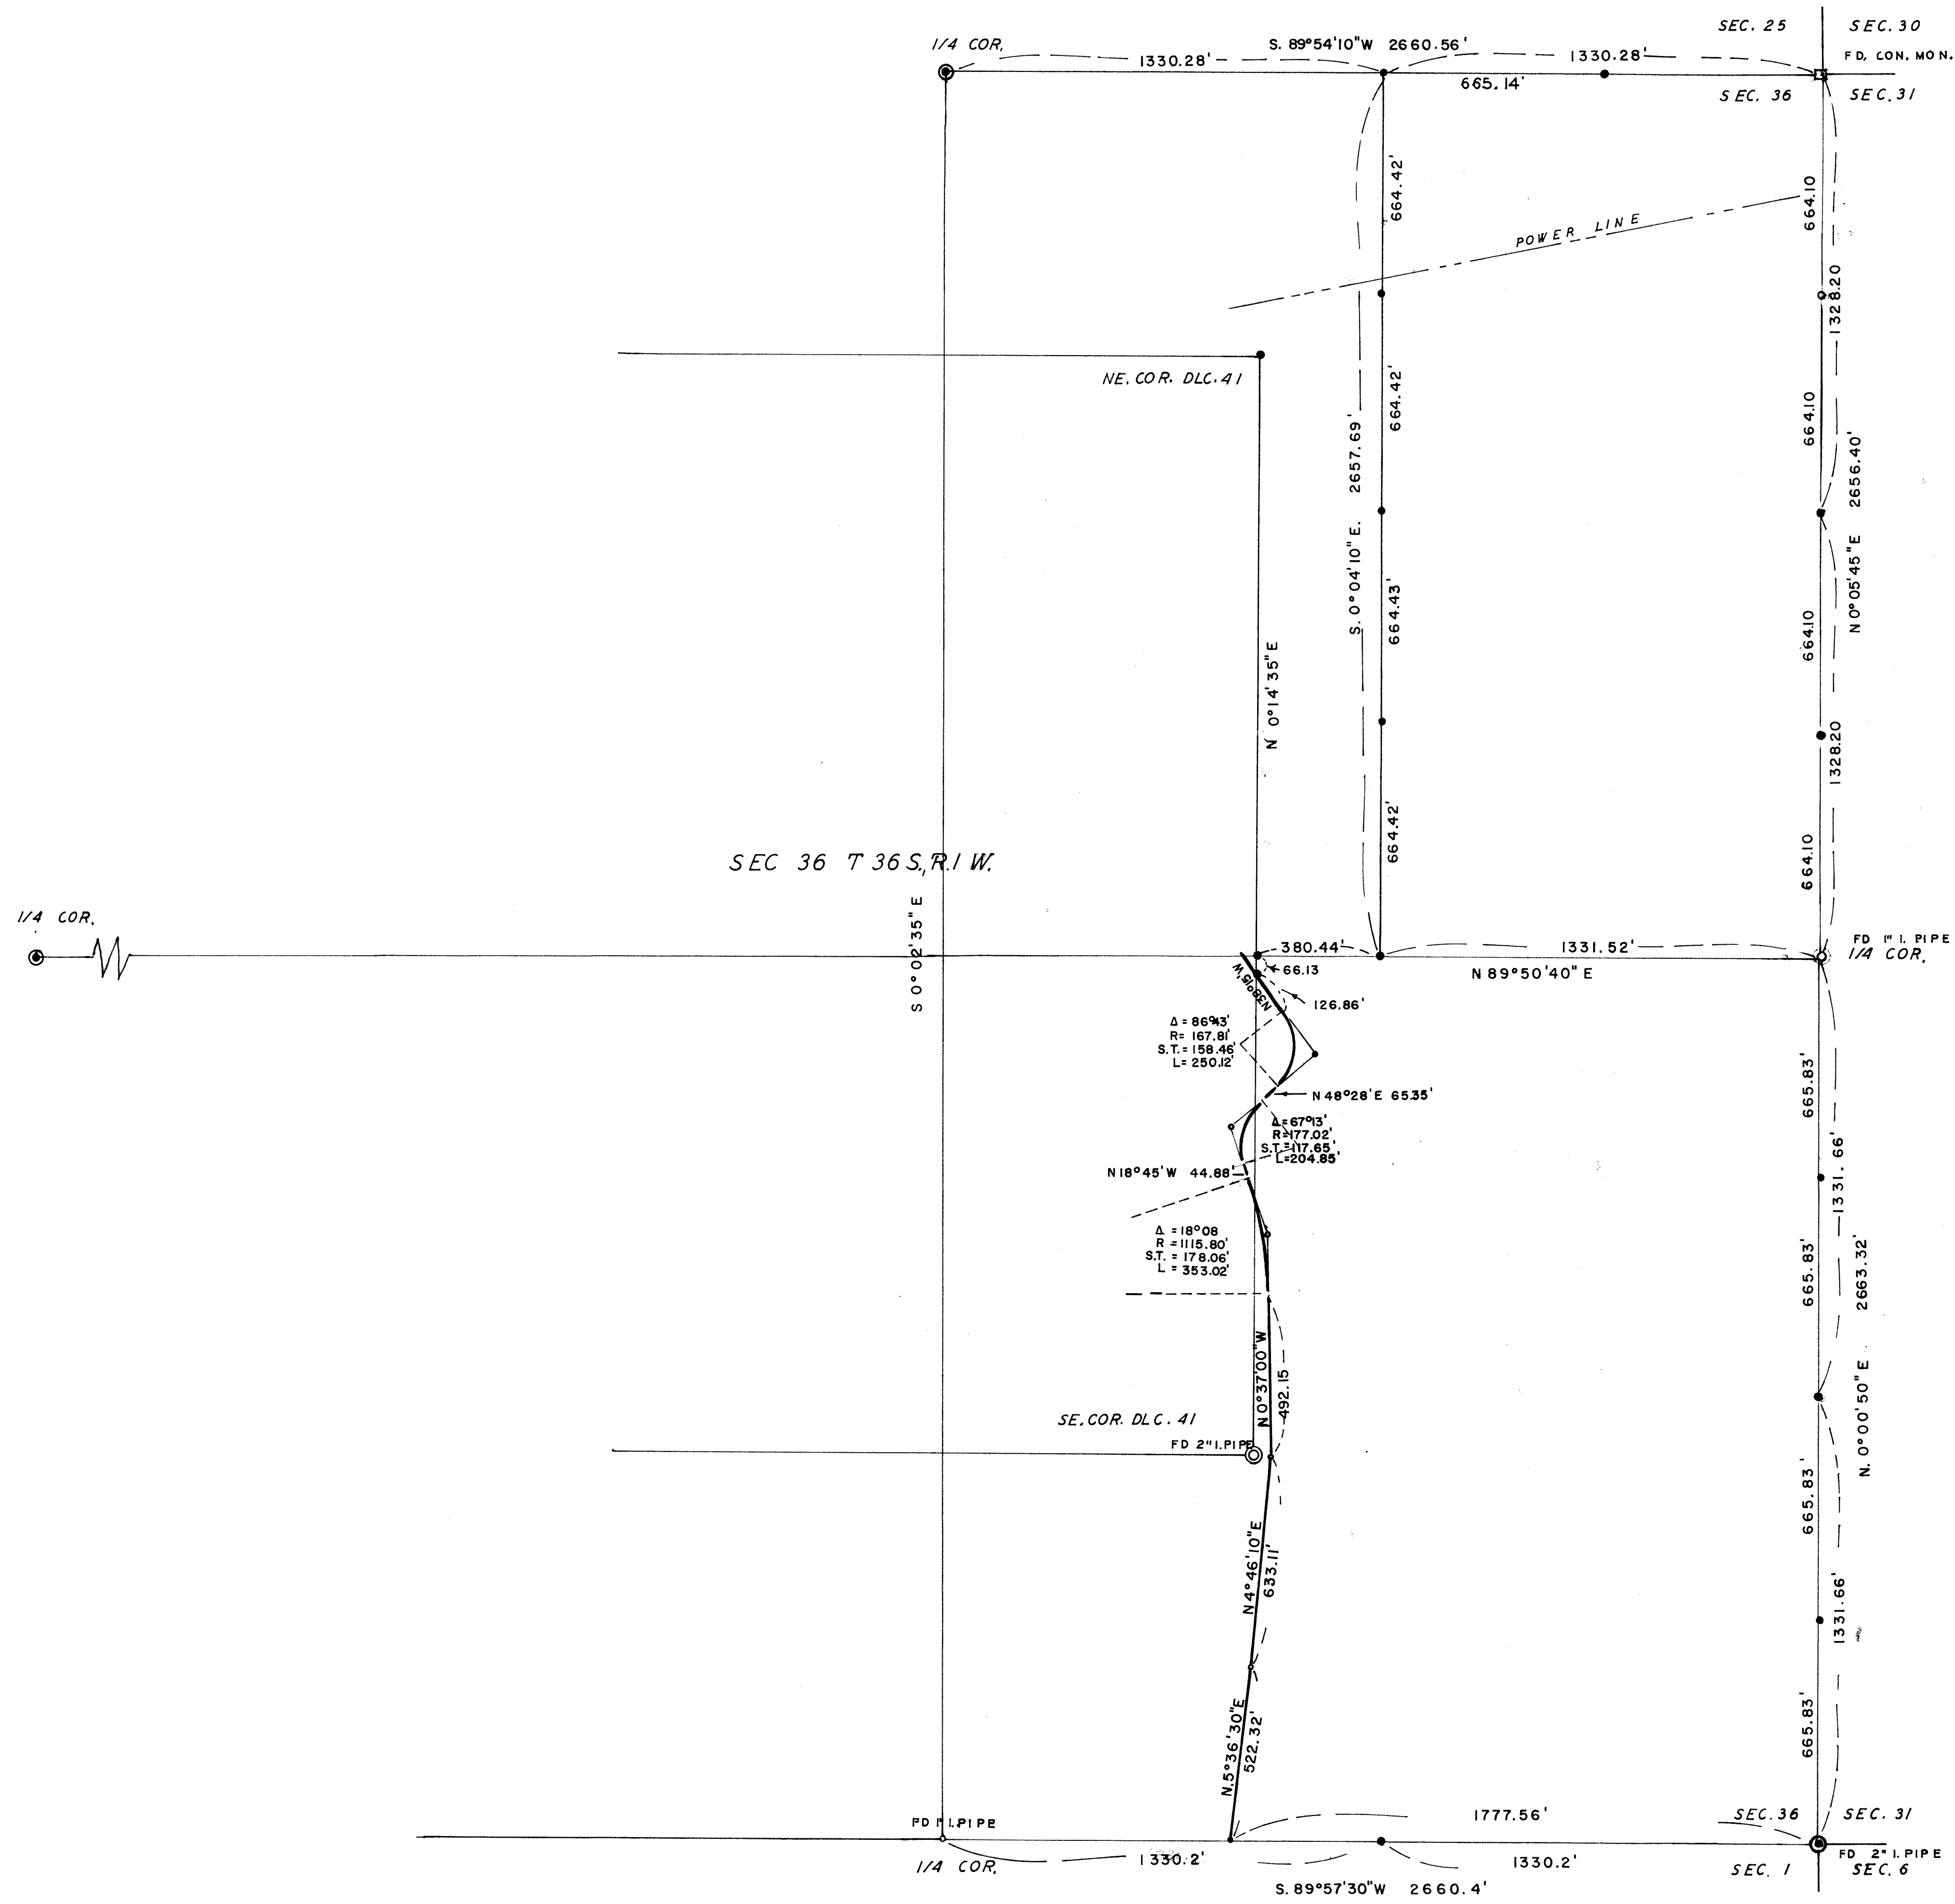 SEC. 25
SEC. 30
1/4 COR.
S. 89°54'10"W 2660.56'
1330.28'
1330.28'
FD, CON. MON.
665.14'
SEC. 36
SEC. 31
664.42'
664.10
POWER LINE
1328.20
NE. COR. DLC. 41
664.42'
664.10
S. 0°04'10" E. 2657.69'
N 0°05'45" E 2656.40'
664.43'
664.10
N 0°14'35" E
1328.20
664.42'
664.10
SEC 36 T 36 S., R. 1 W.
1/4 COR.
S 0°02'35" E
380.44'
1331.52'
FD 1" I. PIPE
1/4 COR.
66.13
N 89°50'40" E
N38°15'W
126.86'
Δ = 86°43'
R= 167.81'
S.T.= 158.46'
L= 250.12'
N 48°28' E 65.35'
665.83'
Δ=67°13'
R=177.02'
S.T.=117.65'
L=204.85'
N 18°45' W 44.88'
1331.66'
Δ = 18°08
R = 1115.80'
S.T. = 178.06'
L = 353.02'
665.83'
2663.32'
N 0°37'00" W
492.15
N. 0°00'50" E
SE. COR. DLC. 41
FD 2" I. PIPE
665.83'
N 4°46'10" E
633.11'
1331.66'
N. 5°36'30" E
522.32'
665.83'
FD 1" I. PIPE
1777.56'
SEC. 36
SEC. 31
1/4 COR.
1330.2'
1330.2'
FD 2" I. PIPE
SEC. 1
SEC. 6
S. 89°57'30"W 2660.4'